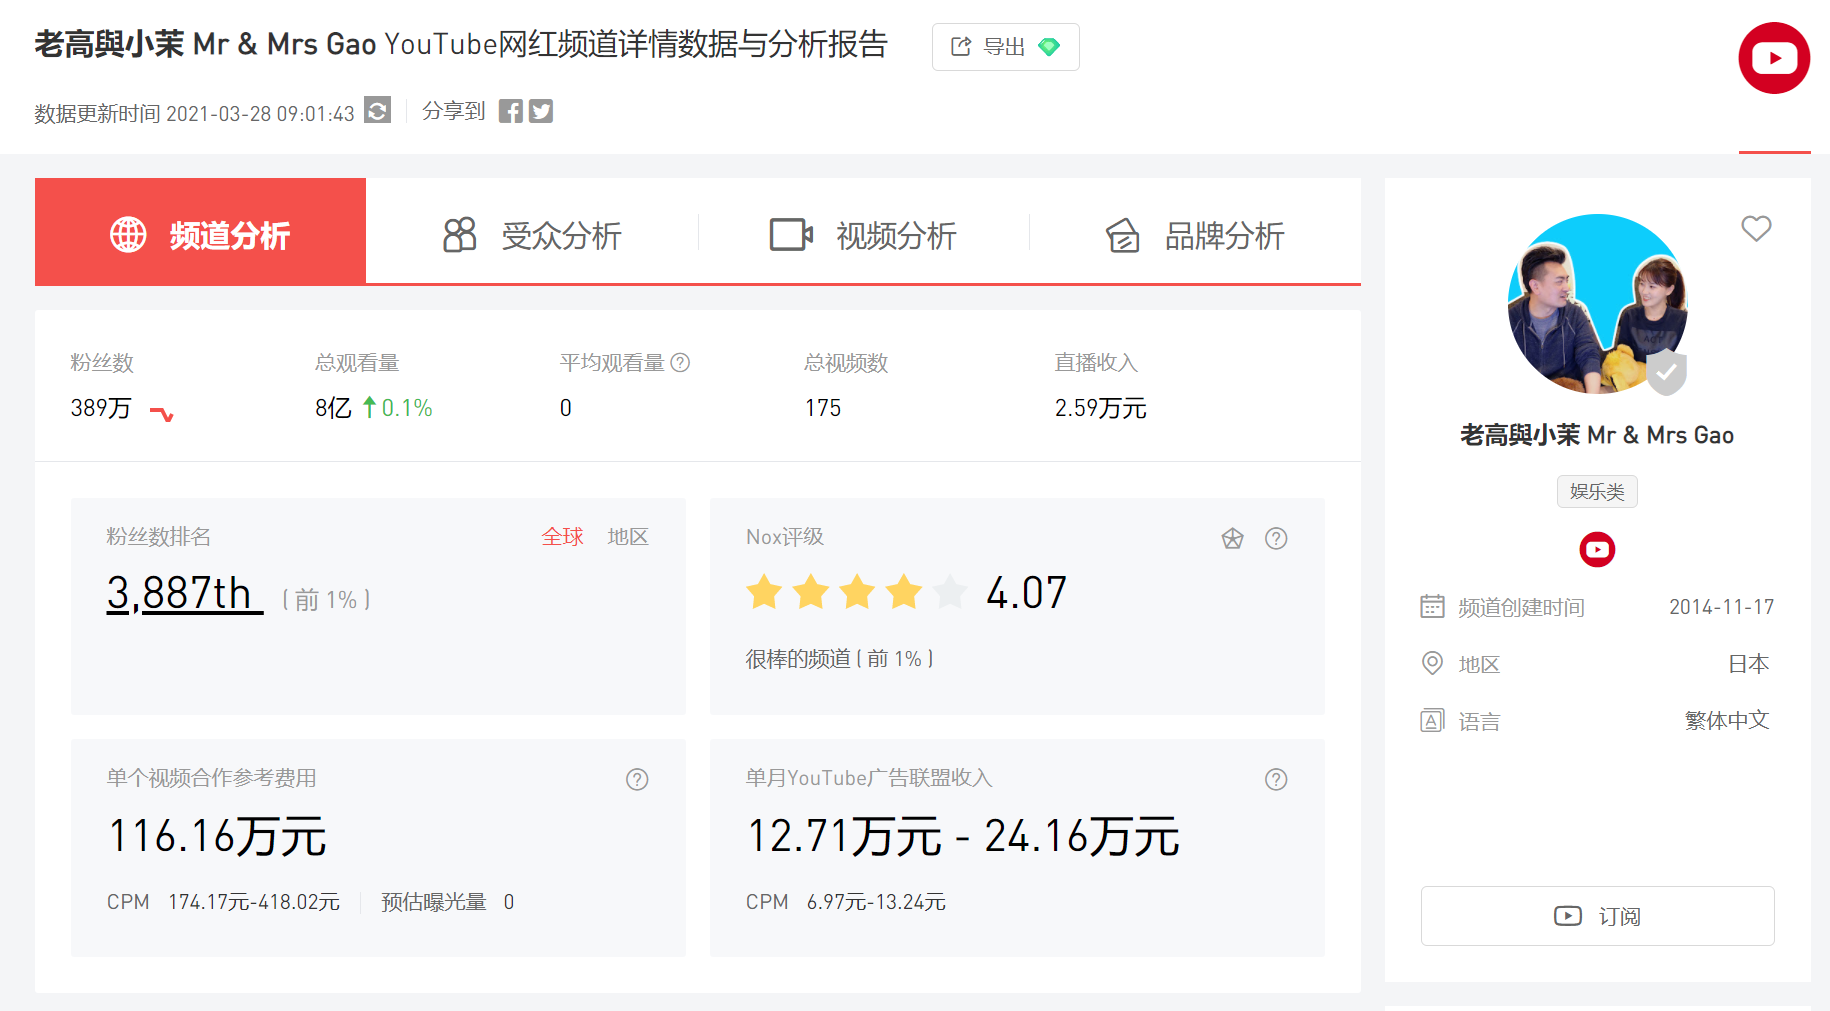 老高與小茉 Mr & Mrs Gao YouTube网红频道详情数据与分析报告
导出
数据更新时间 2021-03-28 09:01:43
分享到
频道分析
受众分析
视频分析
品牌分析
粉丝数
总观看量
平均观看量
总视频数
直播收入
389万
8亿 0.1%
0
175
2.59万元
粉丝数排名
全球
地区
3,887th (前 1%)
Nox评级
4.07
很棒的频道 (前 1%)
单个视频合作参考费用
116.16万元
CPM 174.17元-418.02元
预估曝光量 0
单月YouTube广告联盟收入
12.71万元 - 24.16万元
CPM 6.97元-13.24元
老高與小茉 Mr & Mrs Gao
娱乐类
频道创建时间 2014-11-17
地区 日本
语言 繁体中文
订阅